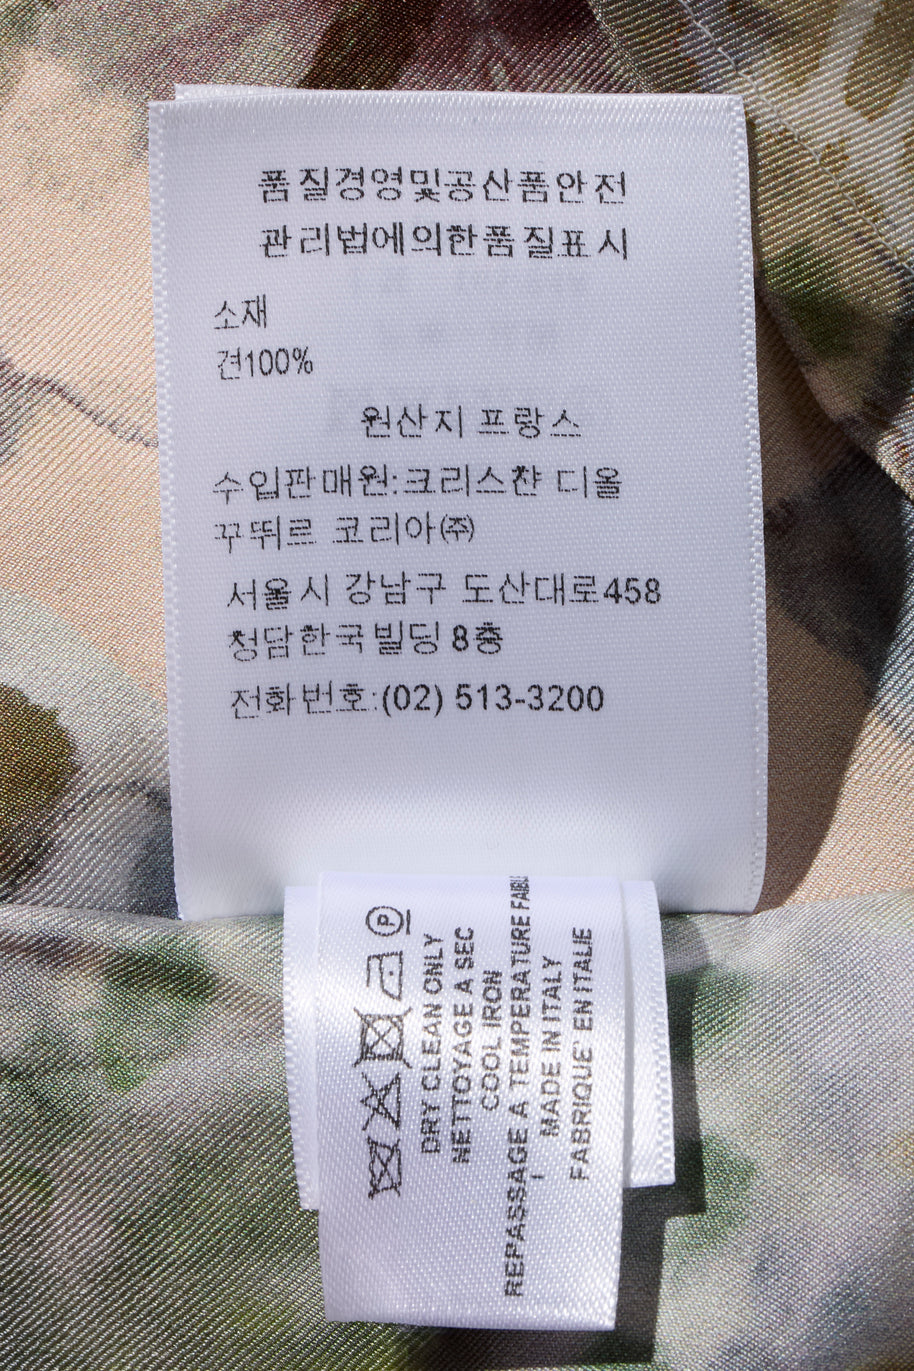 품질경영및공산품안전
관리법에의한품질표시
소재
견100%
원산지 프랑스
수입판매원:크리스챤 디올
꾸뛰르 코리아㈜
서울시 강남구 도산대로458
청담한국빌딩 8층
전화번호:(02) 513-3200
P
DRY CLEAN ONLY
NETTOYAGE A SEC
COOL IRON
REPASSAGE A TEMPERATURE FAIBLE
MADE IN ITALY
FABRIQUE' EN ITALIE